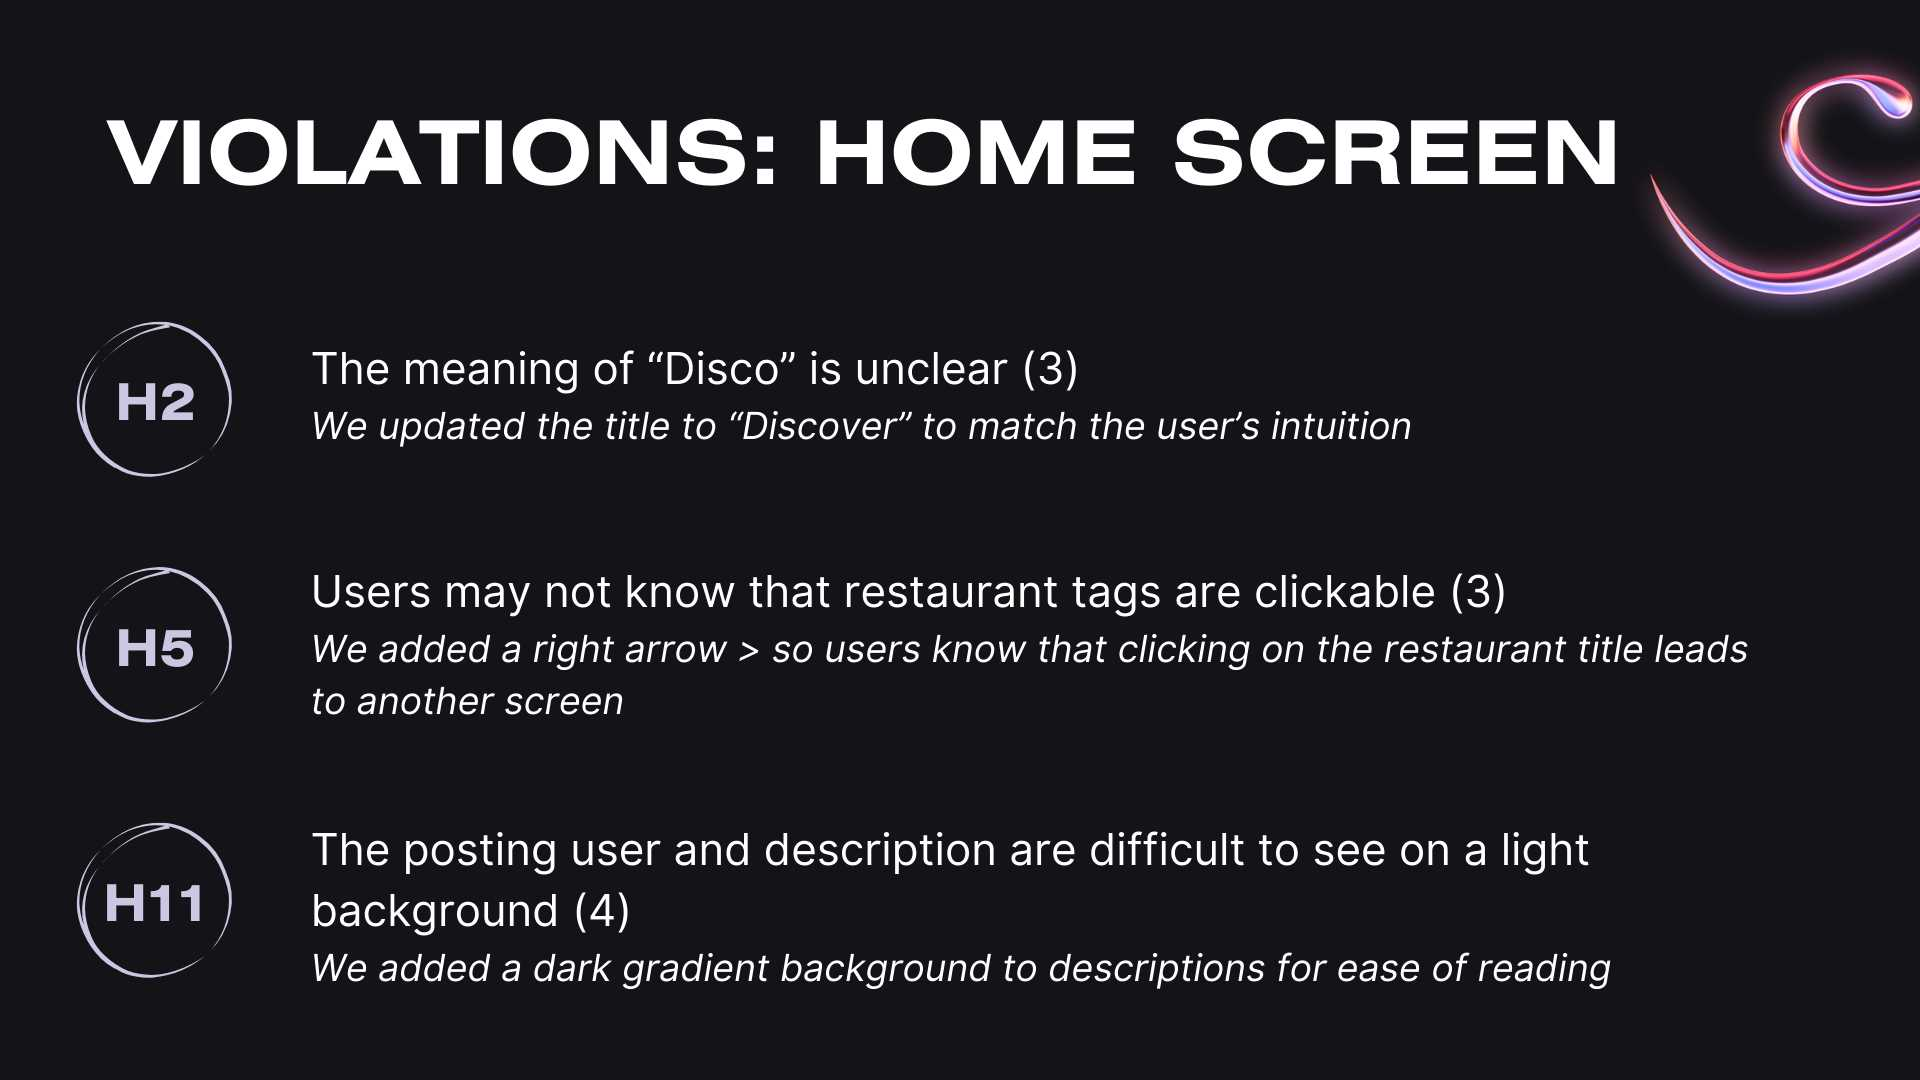 VIOLATIONS: HOME SCREEN
H2
The meaning of “Disco” is unclear (3)
We updated the title to “Discover” to match the user’s intuition
H5
Users may not know that restaurant tags are clickable (3)
We added a right arrow > so users know that clicking on the restaurant title leads
to another screen
H11
The posting user and description are difficult to see on a light
background (4)
We added a dark gradient background to descriptions for ease of reading